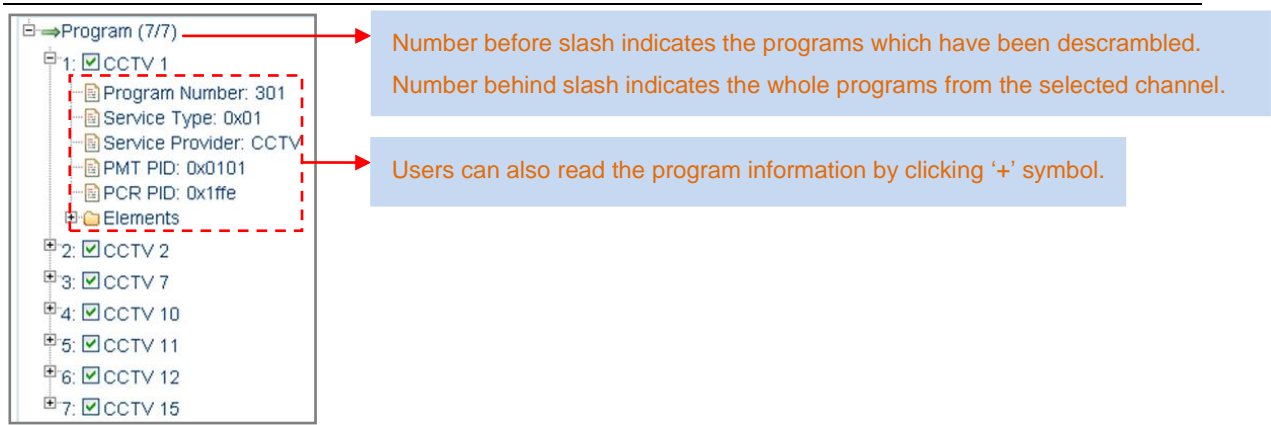 Program (7/7)
1: CCTV 1
Program Number: 301
Service Type: 0x01
Service Provider: CCTV
PMT PID: 0x0101
PCR PID: 0x1ffe
Elements
2: CCTV 2
3: CCTV 7
4: CCTV 10
5: CCTV 11
6: CCTV 12
7: CCTV 15
Number before slash indicates the programs which have been descrambled.
Number behind slash indicates the whole programs from the selected channel.
Users can also read the program information by clicking ‘+’ symbol.